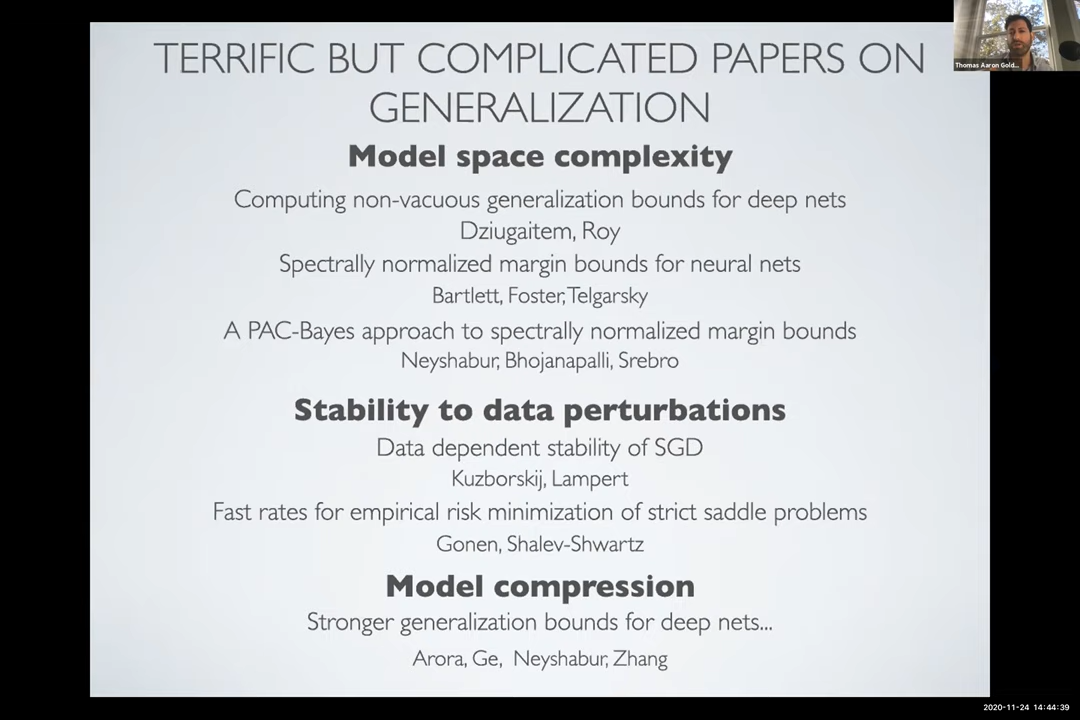 TERRIFIC BUT COMPLICATED PAPERS ON
GENERALIZATION
Thomas Aaron Gold...
Model space complexity
Computing non-vacuous generalization bounds for deep nets
Dziugaitem, Roy
Spectrally normalized margin bounds for neural nets
Bartlett, Foster,Telgarsky
A PAC-Bayes approach to spectrally normalized margin bounds
Neyshabur, Bhojanapalli, Srebro
Stability to data perturbations
Data dependent stability of SGD
Kuzborskij, Lampert
Fast rates for empirical risk minimization of strict saddle problems
Gonen, Shalev-Shwartz
Model compression
Stronger generalization bounds for deep nets...
Arora, Ge, Neyshabur, Zhang
2020-11-24 14:44:39